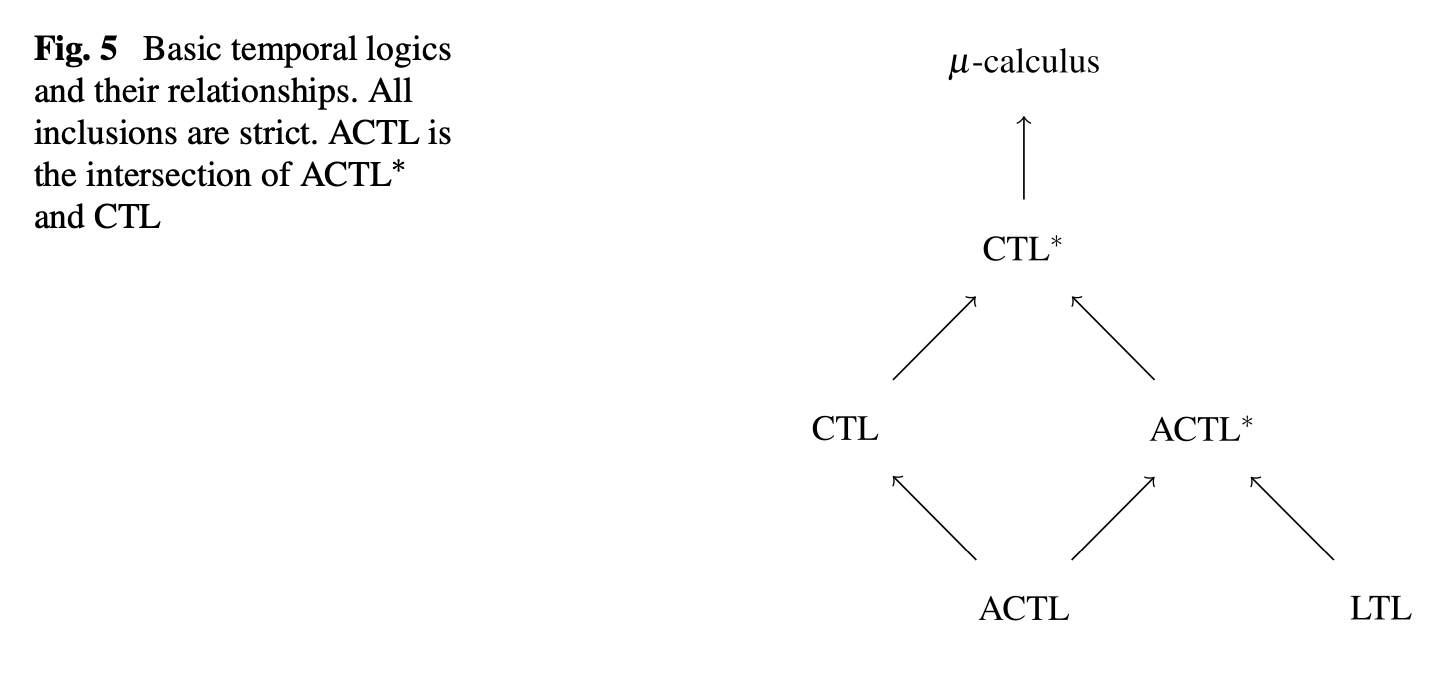 Fig. 5 Basic temporal logics
and their relationships. All
inclusions are strict. ACTL is
the intersection of ACTL*
and CTL
μ-calculus
CTL*
CTL ACTL*
ACTL LTL